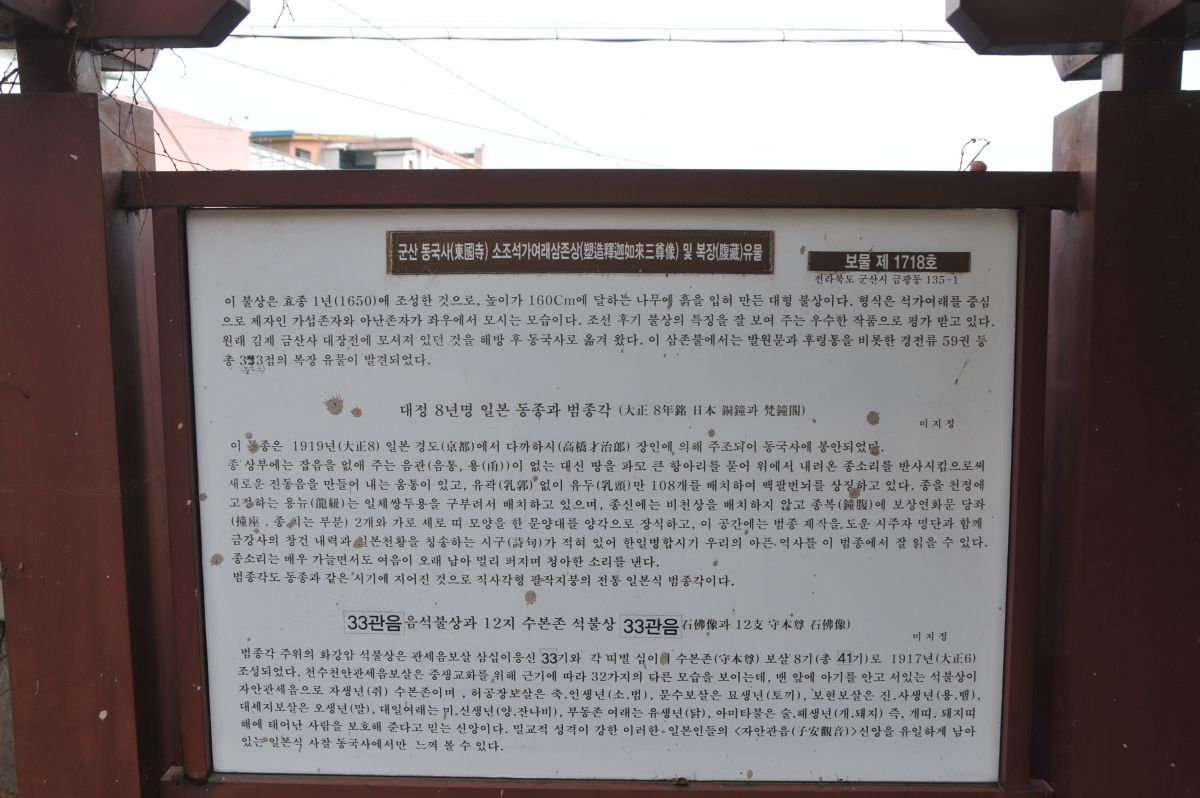 군산 동국사(東國寺) 소조석가여래삼존상(塑造釋迦如來三尊像) 및 복장(腹藏)유물
보물 제 1718호
전라북도 군산시 금광동 135-1
이 불상은 효종 1년(1650)에 조성한 것으로, 높이가 160Cm에 달하는 나무에 흙을 입혀 만든 대형 불상이다. 형식은 석가여래를 중심
으로 제자인 가섭존자와 아난존자가 좌우에서 모시는 모습이다. 조선 후기 불상의 특징을 잘 보여 주는 우수한 작품으로 평가 받고 있다.
원래 김제 금산사 대장전에 모셔져 있던 것을 해방 후 동국사로 옮겨 왔다. 이 삼존불에서는 발원문과 후령통을 비롯한 경전류 59권 등
총 점의 복장 유물이 발견되었다.
대정 8년명 일본 동종과 범종각 (大正 8年銘 日本 銅鐘과 梵鐘閣)
미지정
이 동종은 1919년(大正8) 일본 경도(京都)에서 다까하시(高橋才治郎) 장인에 의해 주조되어 동국사에 봉안되었다.
종 상부에는 잡음을 없애 주는 음관(음통, 용(甬))이 없는 대신 땅을 파고 큰 항아리를 묻어 위에서 내려온 종소리를 반사시킴으로써
새로운 진동음을 만들어 내는 움통이 있고, 유곽(乳郭) 없이 유두(乳頭)만 108개를 배치하여 백팔번뇌를 상징하고 있다. 종을 천정에
고정하는 용뉴(龍鈕)는 일체쌍두용을 구부려서 배치하고 있으며, 종신에는 비천상을 배치하지 않고 종복(鐘腹)에 보상연화문 당좌
(撞座 . 종 치는 부분) 2개와 가로 세로 띠 모양을 한 문양대를 양각으로 장식하고, 이 공간에는 범종 제작을 도운 시주자 명단과 함께
금강사의 창건 내력과 일본천황을 칭송하는 시구(詩句)가 적혀 있어 한일병합시기 우리의 아픈 역사를 이 범종에서 잘 읽을 수 있다.
종소리는 매우 가늘면서도 여음이 오래 남아 멀리 퍼지며 청아한 소리를 낸다.
범종각도 동종과 같은 시기에 지어진 것으로 직사각형 팔작지붕의 전통 일본식 범종각이다.
33관음 음석불상과 12지 수본존 석불상 33관음 石佛像과 12支 守本尊 石佛像)
미지정
범종각 주위의 화강암 석불상은 관세음보살 삼십이응신 33기와 각 띠별 십이지 수본존(守本尊) 보살 8기(총 41기)로 1917년(大正6)
조성되었다. 천수천안관세음보살은 중생교화를 위해 근기에 따라 32가지의 다른 모습을 보이는데, 맨 앞에 아기를 안고 서있는 석불상이
자안관세음으로 자생년(쥐) 수본존이며, 허공장보살은 축.인생년(소.범), 문수보살은 묘생년(토끼), 보현보살은 진.사생년(용.뱀),
대세지보살은 오생년(말), 대일여래는 미.신생년(양.잔나비), 부동존 여래는 유생년(닭), 아미타불은 술.해생년(개.돼지) 즉, 개띠. 돼지띠
해에 태어난 사람을 보호해 준다고 믿는 신앙이다. 밀교적 성격이 강한 이러한 일본인들의 〈자안관음(子安觀音)〉신앙을 유일하게 남아
있는 일본식 사찰 동국사에서만 느껴 볼 수 있다.